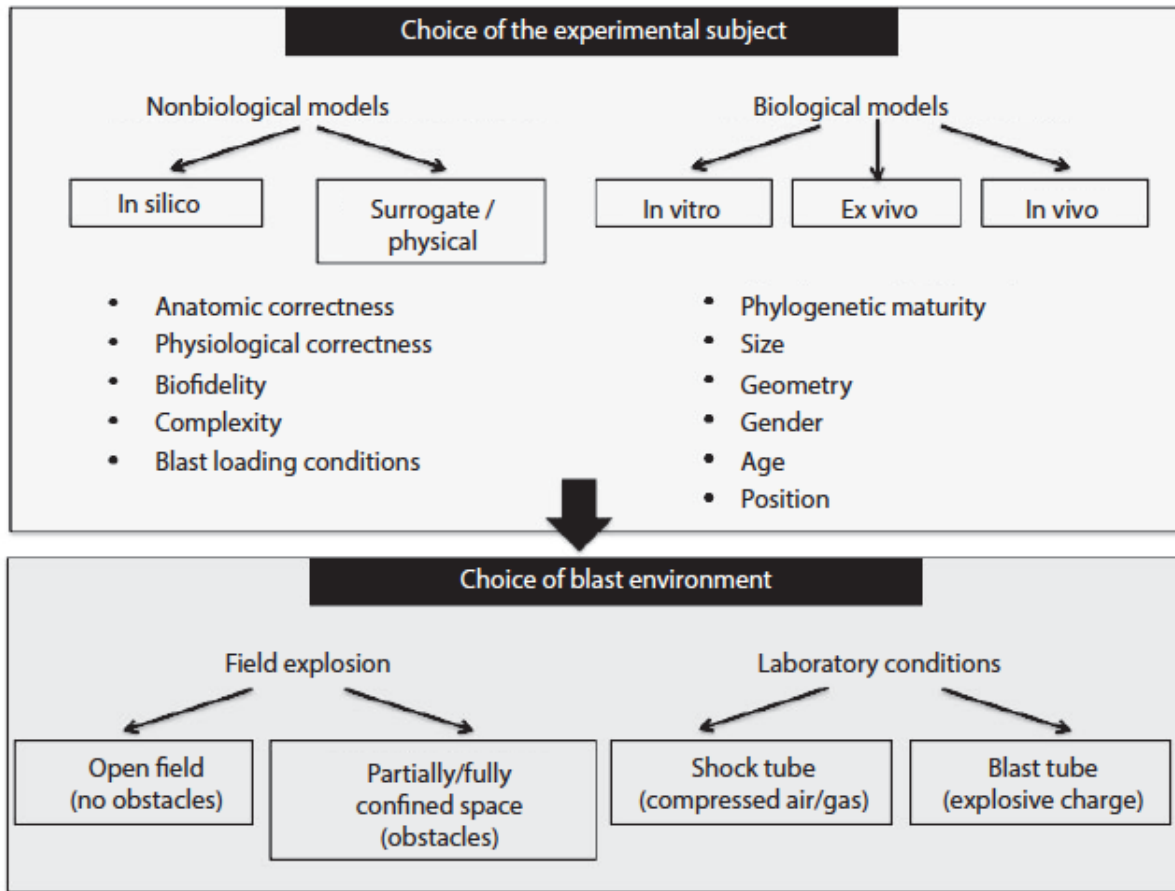 Choice of the experimental subject
Nonbiological models
In silico
Surrogate /
physical
• Anatomic correctness
• Physiological correctness
• Biofidelity
• Complexity
• Blast loading conditions
Biological models
In vitro
Ex vivo
In vivo
• Phylogenetic maturity
• Size
• Geometry
• Gender
• Age
• Position
Choice of blast environment
Field explosion
Open field
(no obstacles)
Partially/fully
confined space
(obstacles)
Laboratory conditions
Shock tube
(compressed air/gas)
Blast tube
(explosive charge)